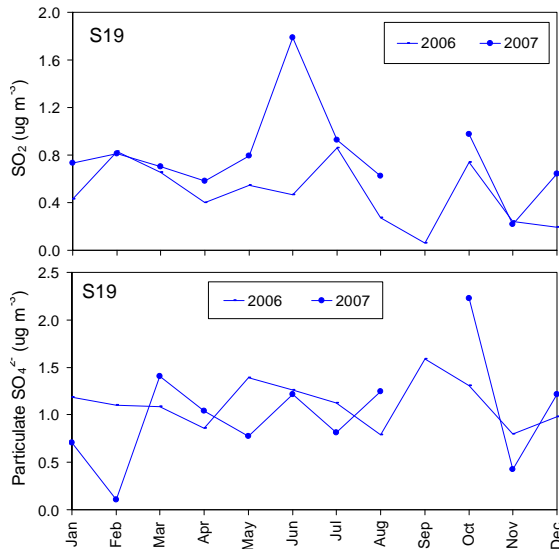 S19
2006 2007
SO₂ (ug m⁻³)
2.0
1.6
1.2
0.8
0.4
0.0
S19
2006 2007
Particulate SO₄²⁻ (ug m⁻³)
2.5
2.0
1.5
1.0
0.5
0.0
Jan Feb Mar Apr May Jun Jul Aug Sep Oct Nov Dec